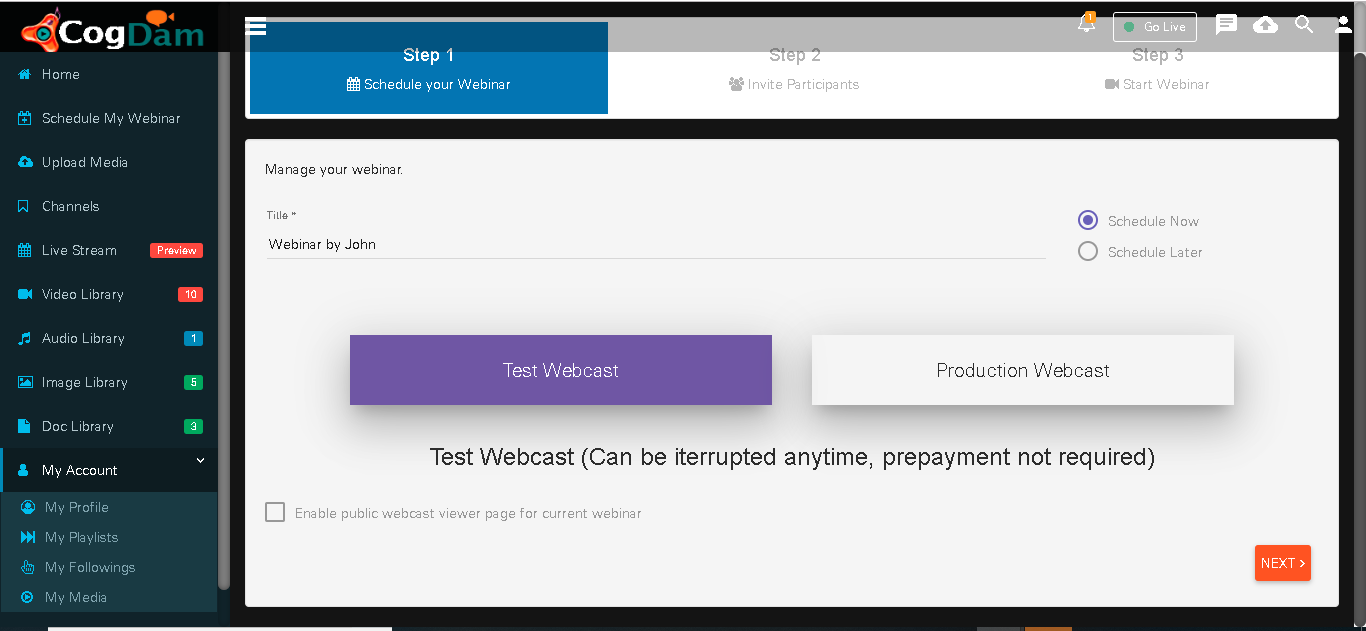 CogDam
1
Go Live
Home
Schedule My Webinar
Upload Media
Channels
Live Stream Preview
Video Library 10
Audio Library 1
Image Library 5
Doc Library 3
My Account
My Profile
My Playlists
My Followings
My Media
Step 1
Schedule your Webinar
Step 2
Invite Participants
Step 3
Start Webinar
Manage your webinar.
Title *
Webinar by John
Schedule Now
Schedule Later
Test Webcast
Production Webcast
Test Webcast (Can be iterrupted anytime, prepayment not required)
Enable public webcast viewer page for current webinar
NEXT >